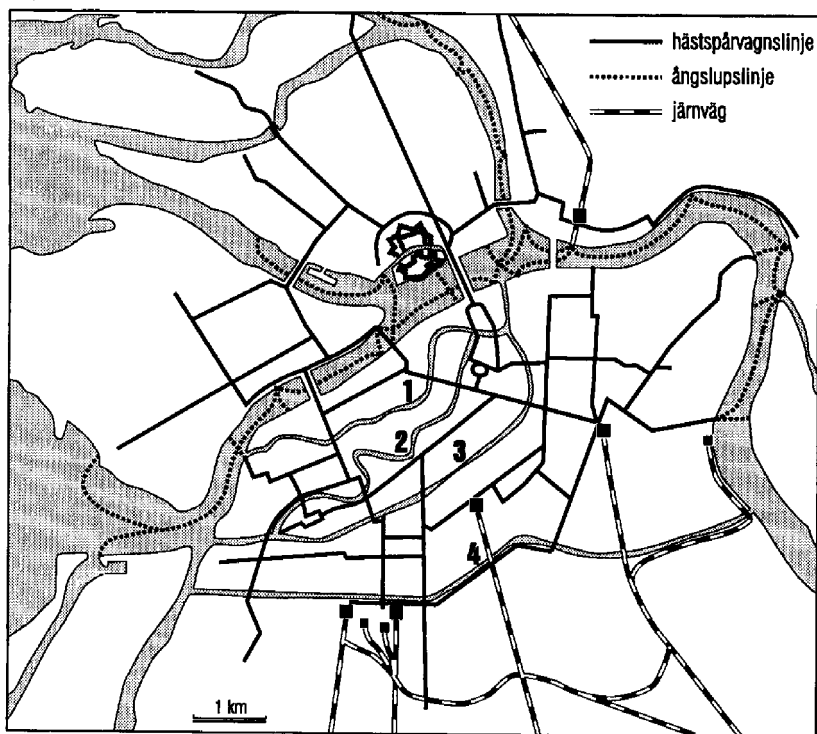 hästspårvagnslinje
ångslupslinje
järnväg
1
2
3
4
1 km